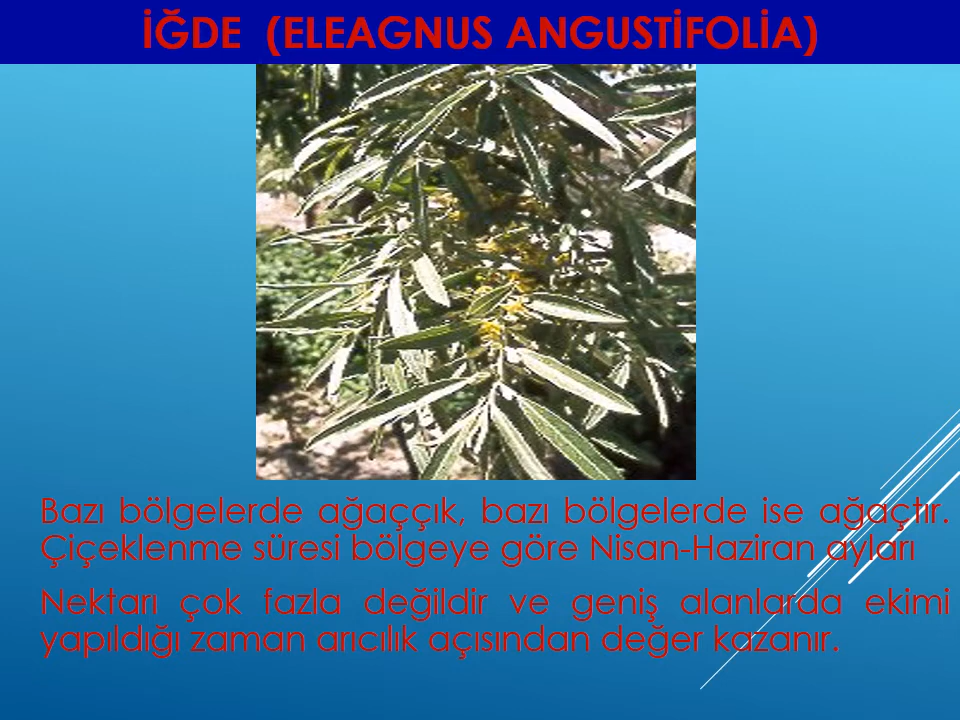 İĞDE (ELEAGNUS ANGUSTİFOLİA)
Bazı bölgelerde ağaççık, bazı bölgelerde ise ağaçtır.
Çiçeklenme süresi bölgeye göre Nisan-Haziran ayları
Nektarı çok fazla değildir ve geniş alanlarda ekimi
yapıldığı zaman arıcılık açısından değer kazanır.